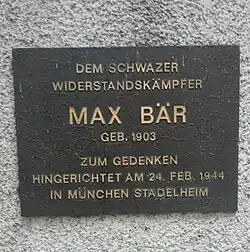 DEM SCHWAZER
WIDERSTANDSKÄMPFER
MAX BÄR
GEB. 1903
ZUM GEDENKEN
HINGERICHTET AM 24. FEB. 1944
IN MÜNCHEN STADELHEIM